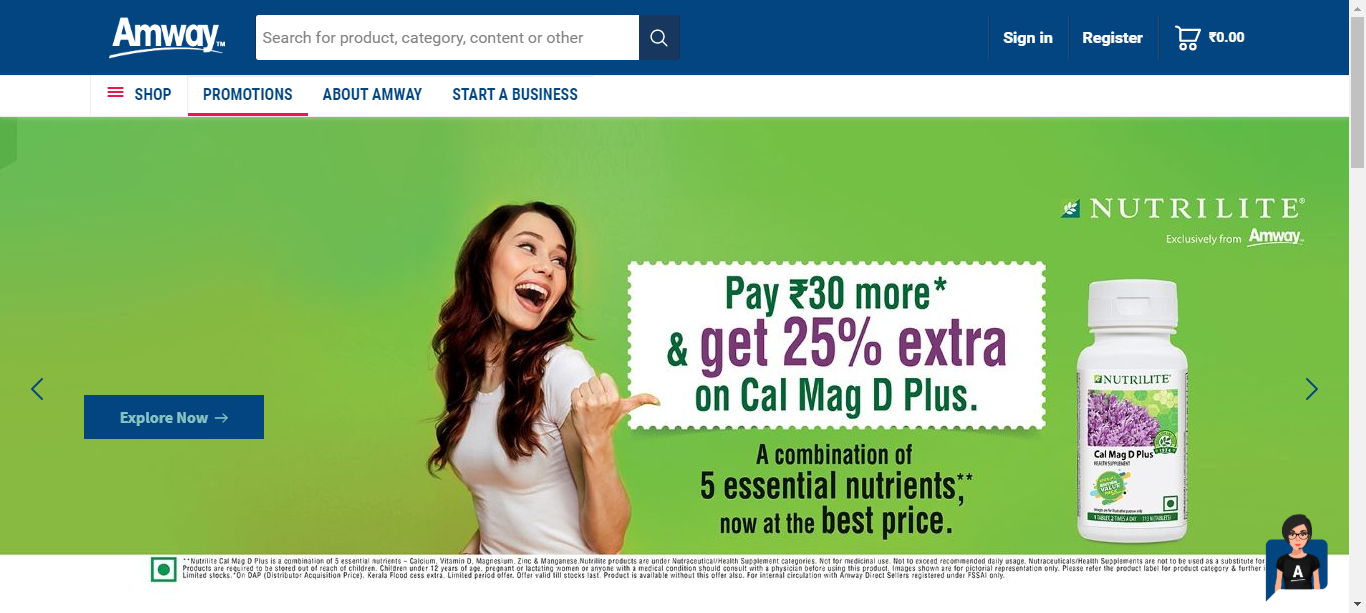 Amway™
Search for product, category, content or other
Sign in
Register
₹0.00
SHOP
PROMOTIONS
ABOUT AMWAY
START A BUSINESS
NUTRILITE®
Exclusively from Amway™
Pay ₹30 more*
& get 25% extra
on Cal Mag D Plus.
A combination of
5 essential nutrients,**
now at the best price.
Explore Now →
NUTRILITE™
Cal Mag D Plus
HEALTH SUPPLEMENT
VALUE
A
**Nutrilite Cal Mag D Plus is a combination of 5 essential nutrients – Calcium, Vitamin D, Magnesium, Zinc & Manganese.Nutrilite products are under Nutraceutical/Health Supplement categories. Not for medicinal use. Not to exceed recommended daily usage. Nutraceuticals/Health Supplements are not to be used as a substitute for
Products are required to be stored out of reach of children. Children under 12 years of age, pregnant or lactating women or anyone with a medical condition should consult with a physician before using this product. Images shown are for pictorial representation only. Please refer the product label for product category & further
Limited stocks.*On DAP (Distributor Acquisition Price). Kerala Flood cess extra. Limited period offer. Offer valid till stocks last. Product is available without this offer also. For internal circulation with Amway Direct Sellers registered under FSSAI only.